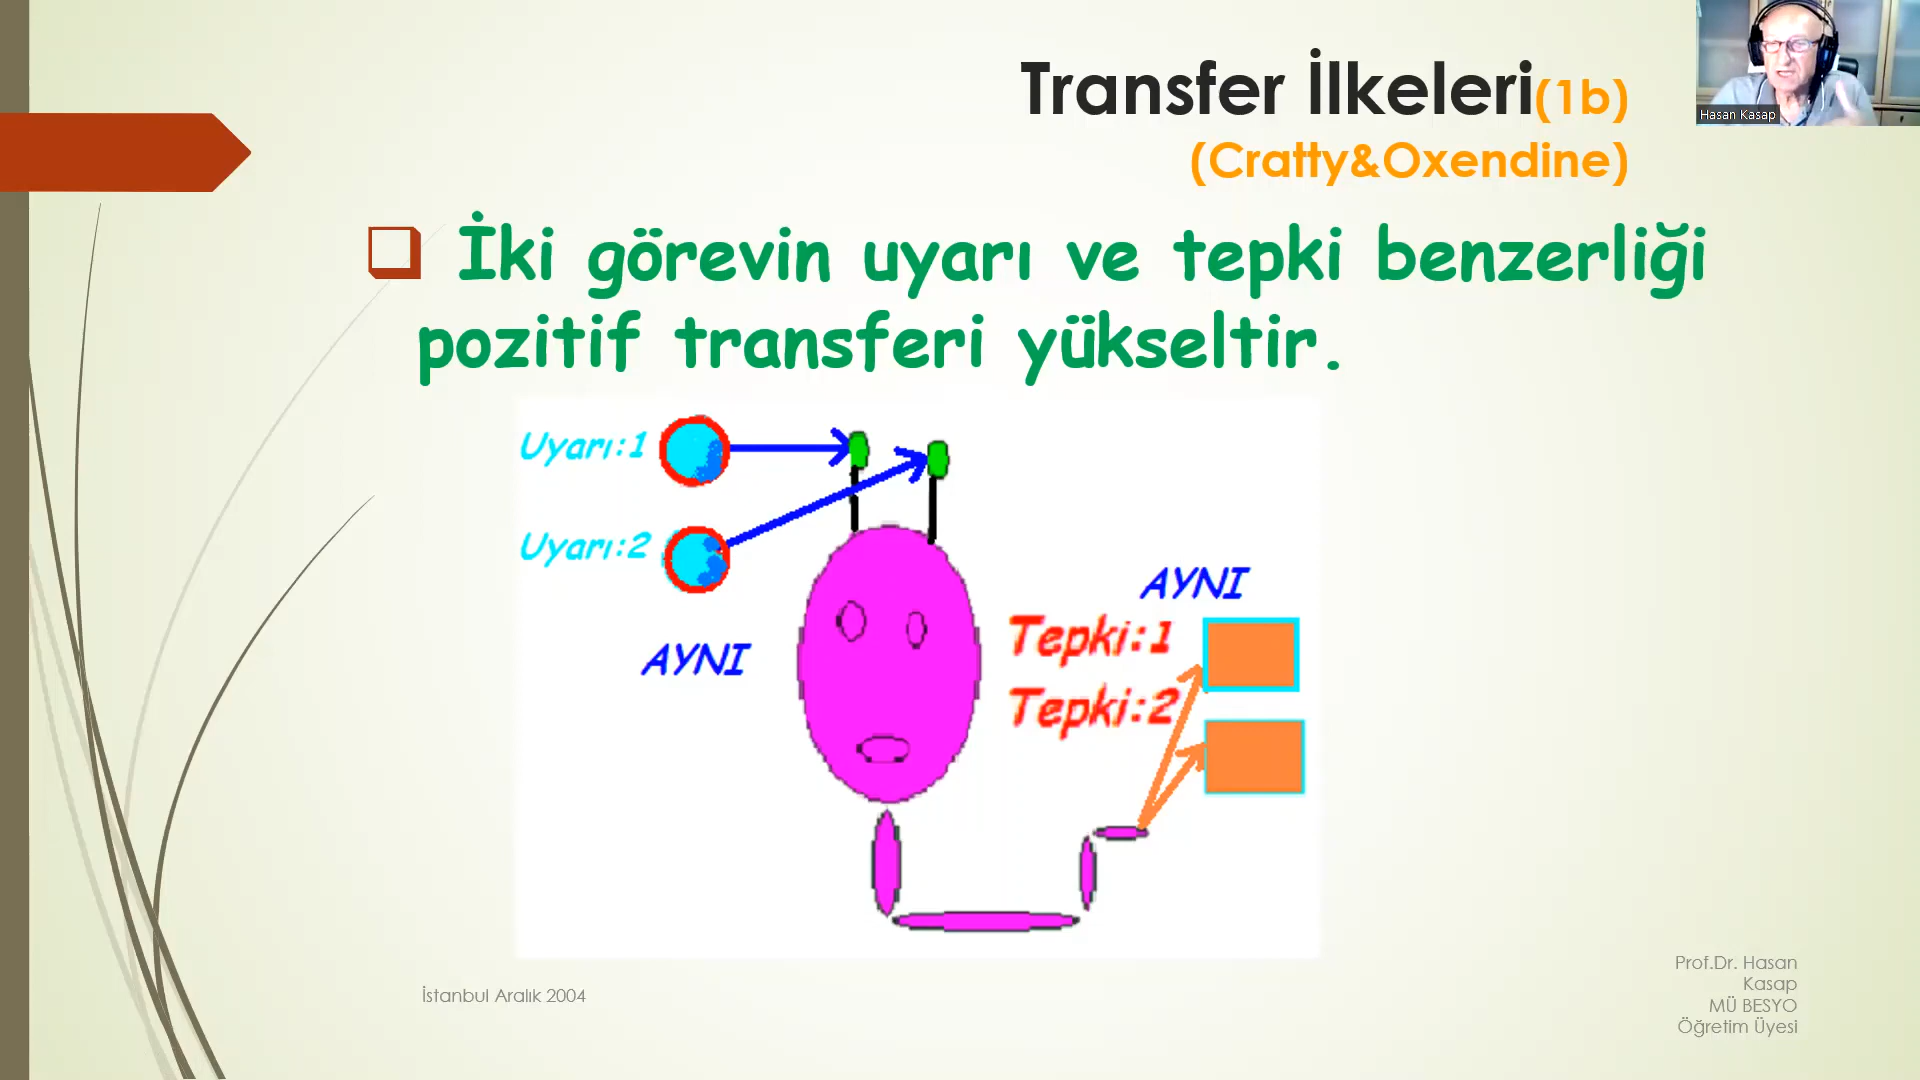 Transfer İlkeleri(1b)
(Cratty&Oxendine)
Hasan Kasap
İki görevin uyarı ve tepki benzerliği
pozitif transferi yükseltir.
Uyarı:1
Uyarı:2
AYNI
AYNI
Tepki:1
Tepki:2
İstanbul Aralık 2004
Prof.Dr. Hasan
Kasap
MÜ BESYO
Öğretim Üyesi